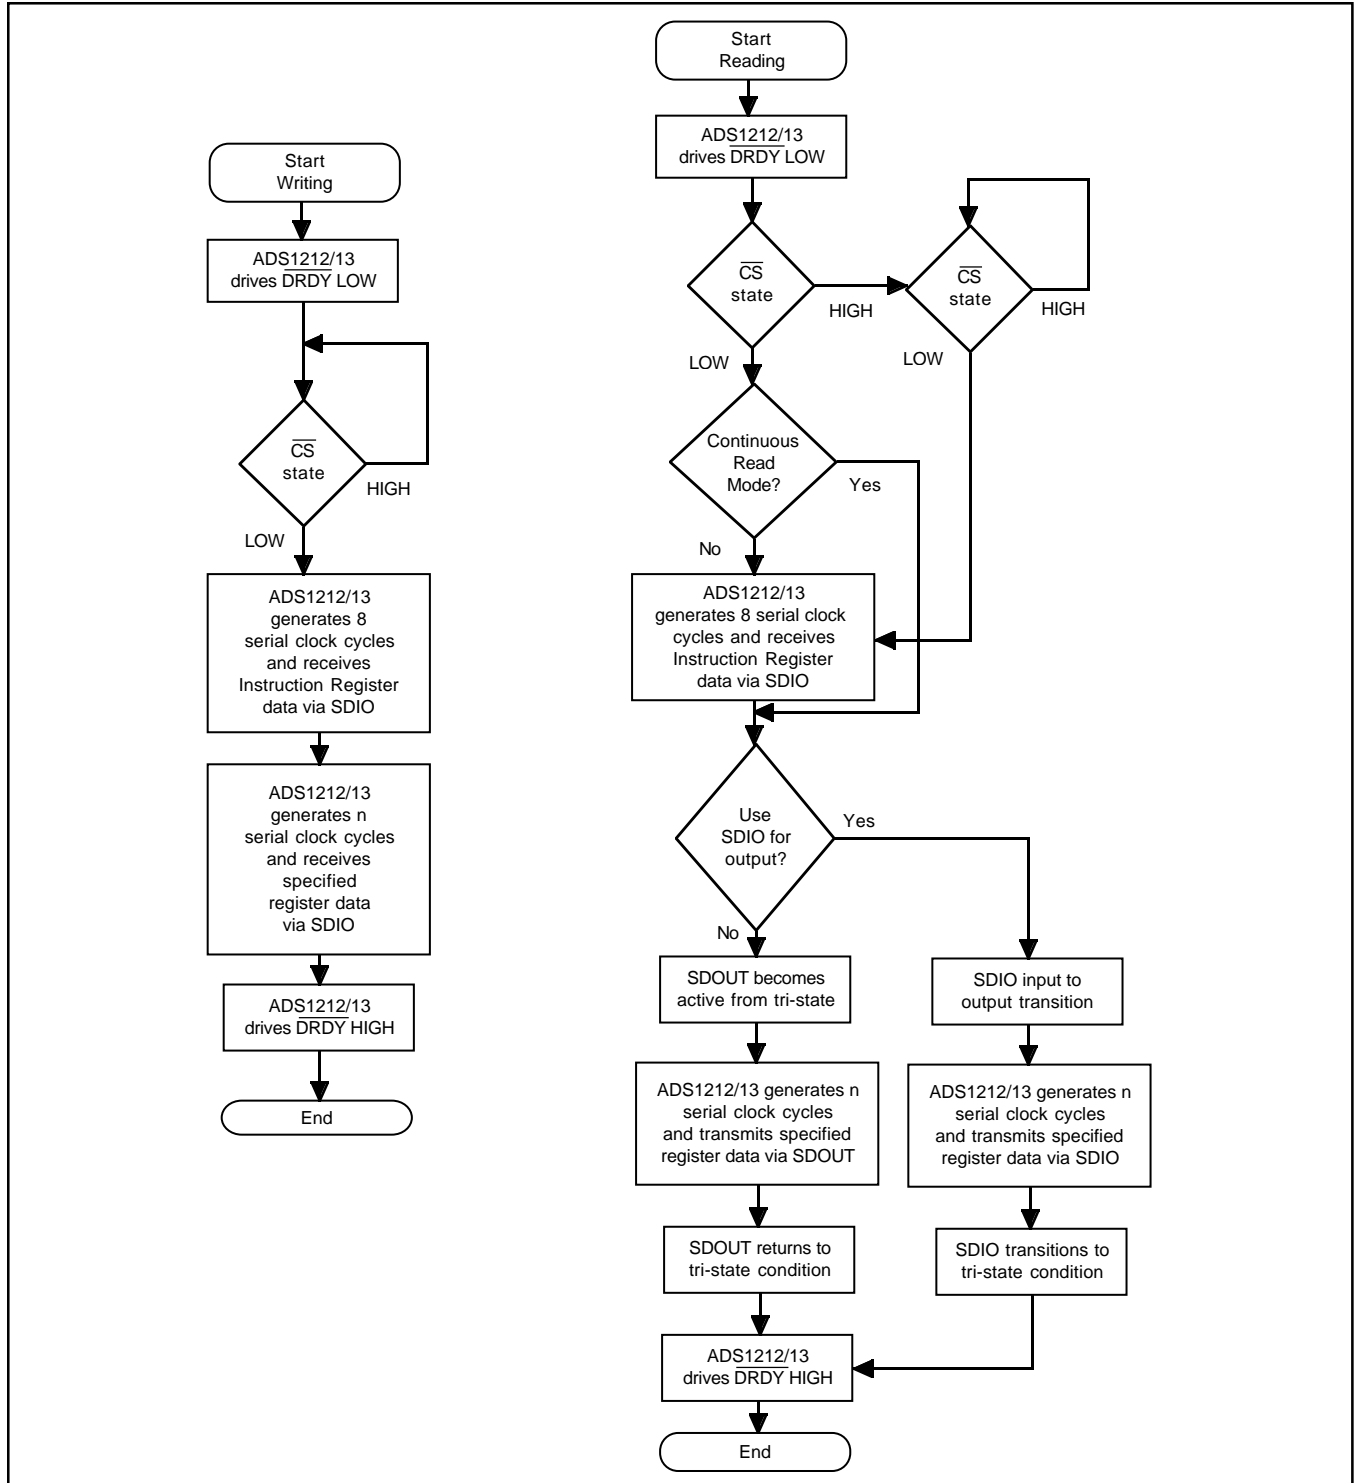 Start
Writing
ADS1212/13
drives DRDY LOW
CS
state
HIGH
LOW
ADS1212/13
generates 8
serial clock cycles
and receives
Instruction Register
data via SDIO
ADS1212/13
generates n
serial clock cycles
and receives
specified
register data
via SDIO
ADS1212/13
drives DRDY HIGH
End
Start
Reading
ADS1212/13
drives DRDY LOW
CS
state
HIGH
LOW
CS
state
HIGH
LOW
Continuous
Read
Mode?
Yes
No
ADS1212/13
generates 8 serial clock
cycles and receives
Instruction Register
data via SDIO
Use
SDIO for
output?
Yes
No
SDOUT becomes
active from tri-state
ADS1212/13 generates n
serial clock cycles
and transmits specified
register data via SDOUT
SDOUT returns to
tri-state condition
SDIO input to
output transition
ADS1212/13 generates n
serial clock cycles
and transmits specified
register data via SDIO
SDIO transitions to
tri-state condition
ADS1212/13
drives DRDY HIGH
End